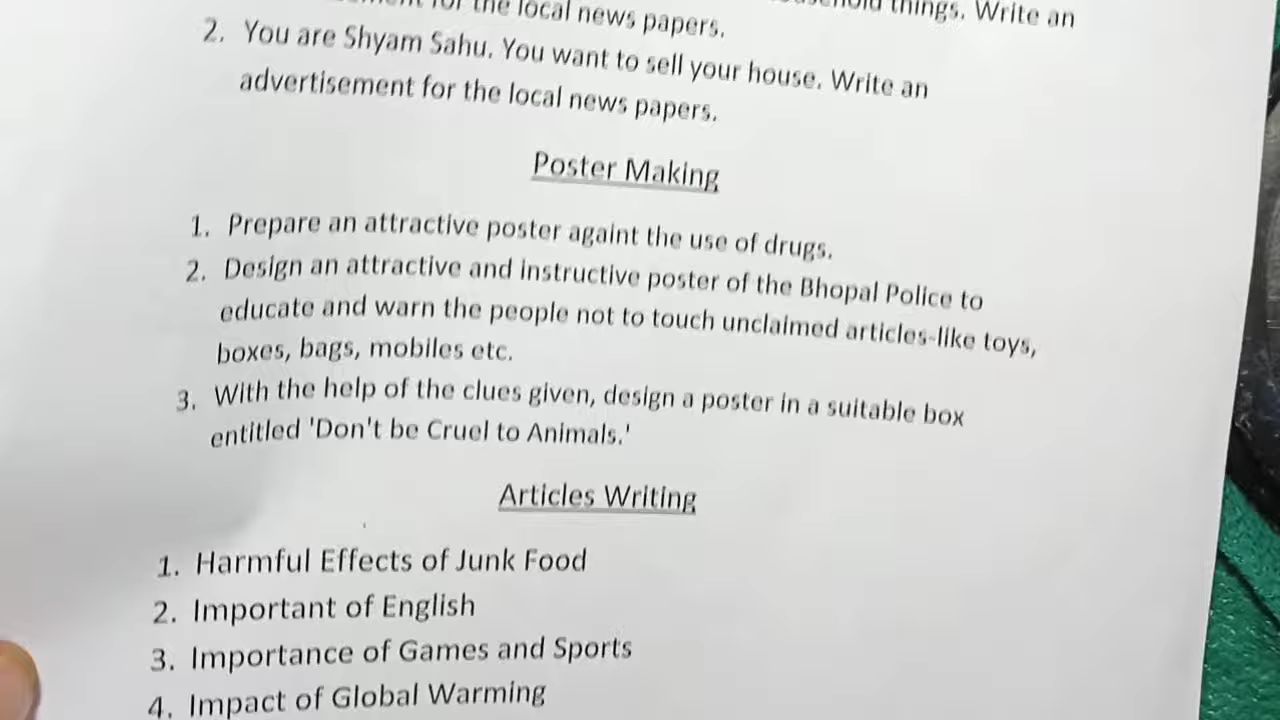 for the local news papers.
things. Write an
2. You are Shyam Sahu. You want to sell your house. Write an
advertisement for the local news papers.
Poster Making
1. Prepare an attractive poster againt the use of drugs.
2. Design an attractive and instructive poster of the Bhopal Police to
educate and warn the people not to touch unclaimed articles-like toys,
boxes, bags, mobiles etc.
3. With the help of the clues given, design a poster in a suitable box
entitled 'Don't be Cruel to Animals.'
Articles Writing
1. Harmful Effects of Junk Food
2. Important of English
3. Importance of Games and Sports
4. Impact of Global Warming